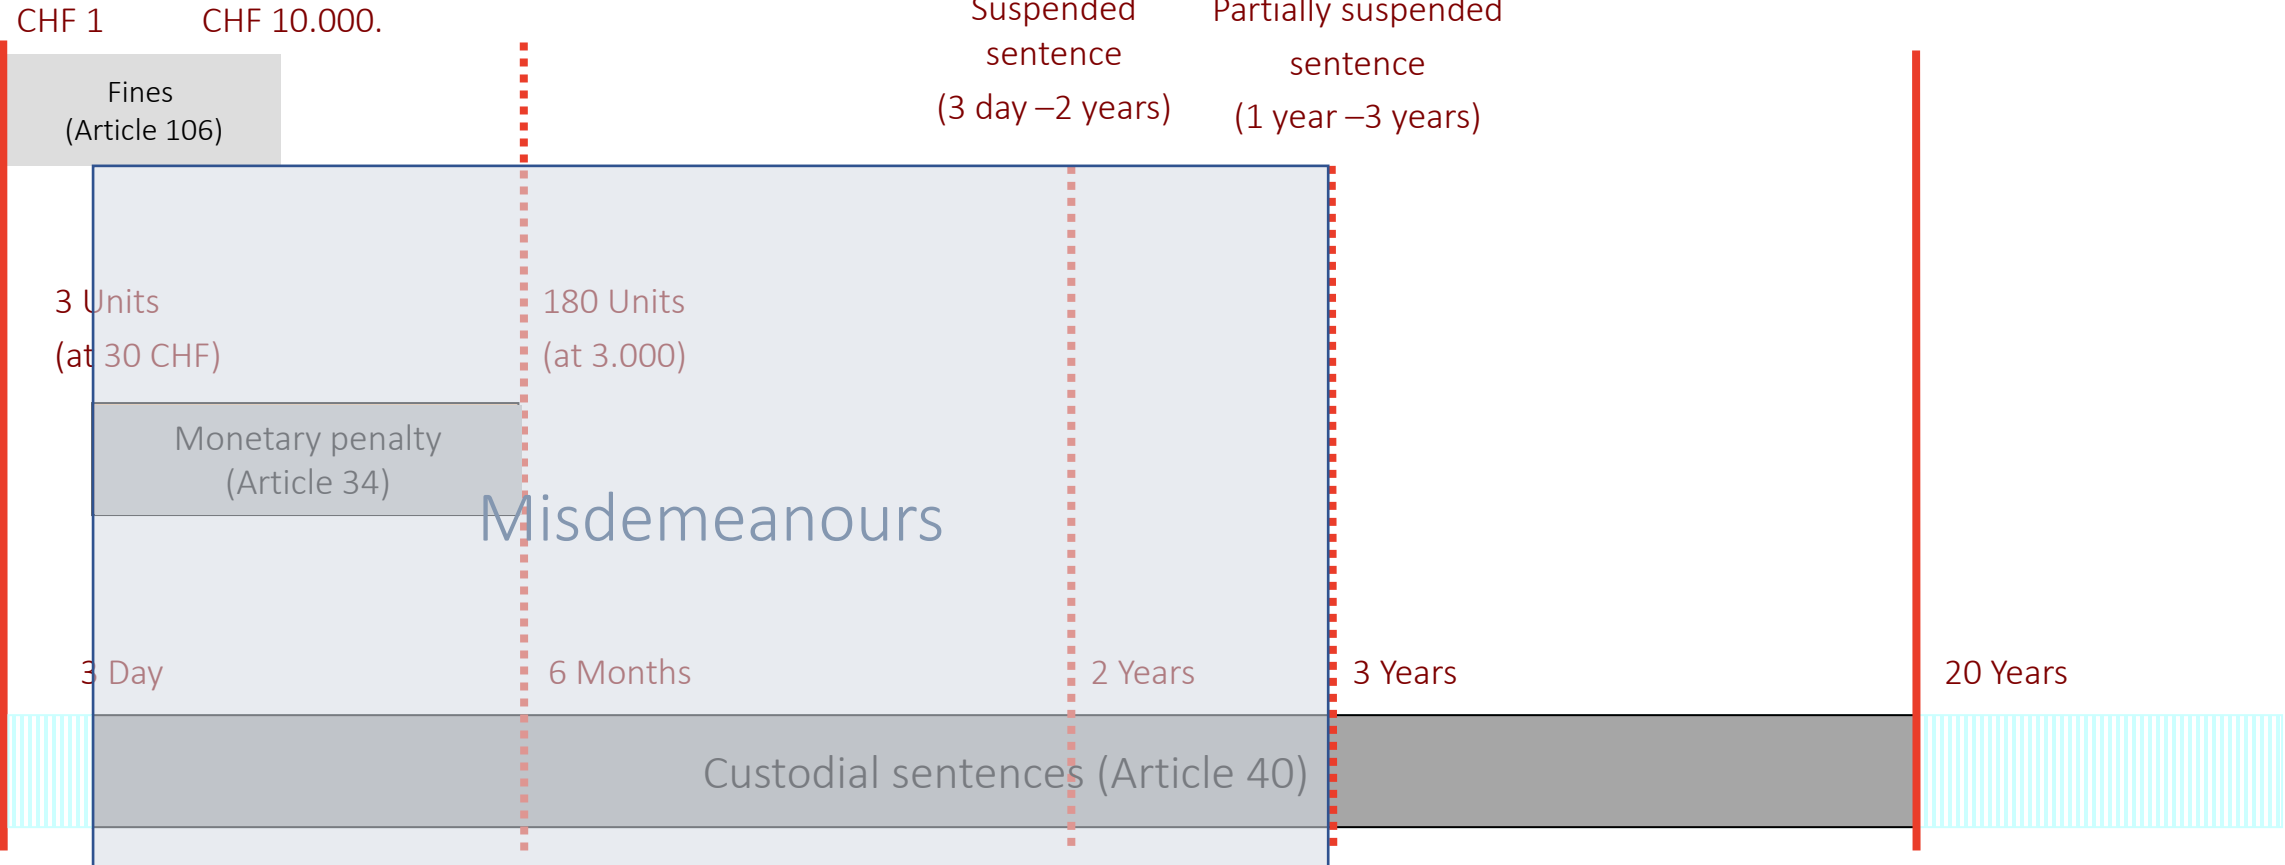 CHF 1
CHF 10.000.
Suspended
sentence
(3 day –2 years)
Partially suspended
sentence
(1 year –3 years)
Fines
(Article 106)
3 Units
(at 30 CHF)
180 Units
(at 3.000)
Monetary penalty
(Article 34)
Misdemeanours
3 Day
6 Months
2 Years
3 Years
20 Years
Custodial sentences (Article 40)